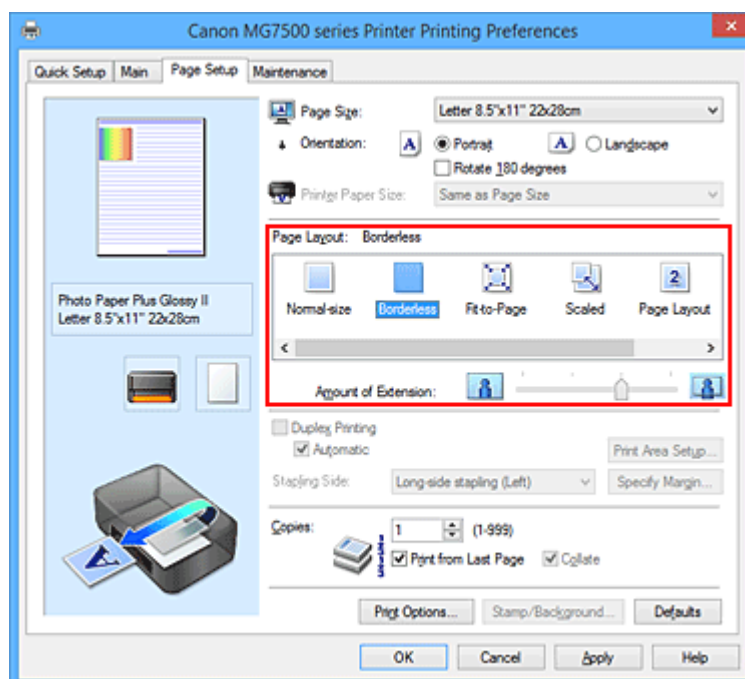 Canon MG7500 series Printer Printing Preferences
Quick Setup Main Page Setup Maintenance
Page Size: Letter 8.5"x11" 22x28cm
Orientation: A Portrait A Landscape
Rotate 180 degrees
Printer Paper Size: Same as Page Size
Page Layout: Borderless
2
Normal-size Borderless Fit-to-Page Scaled Page Layout
Photo Paper Plus Glossy II
Letter 8.5"x11" 22x28cm
Amount of Extension:
Duplex Printing
Automatic Print Area Setup...
Stapling Side: Long-side stapling (Left) Specify Margin...
Copies: 1 (1-999)
Print from Last Page Collate
A
Print Options... Stamp/Background... Defaults
OK Cancel Apply Help